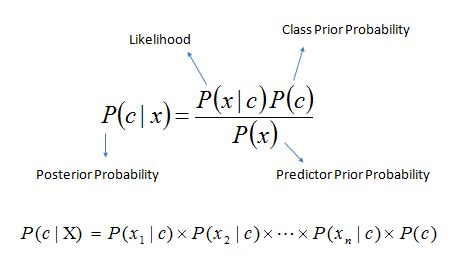 Likelihood
Class Prior Probability
P(c|x) = P(x|c)P(c) / P(x)
Posterior Probability
Predictor Prior Probability
P(c|X) = P(x₁|c) × P(x₂|c) × ⋯ × P(xₙ|c) × P(c)